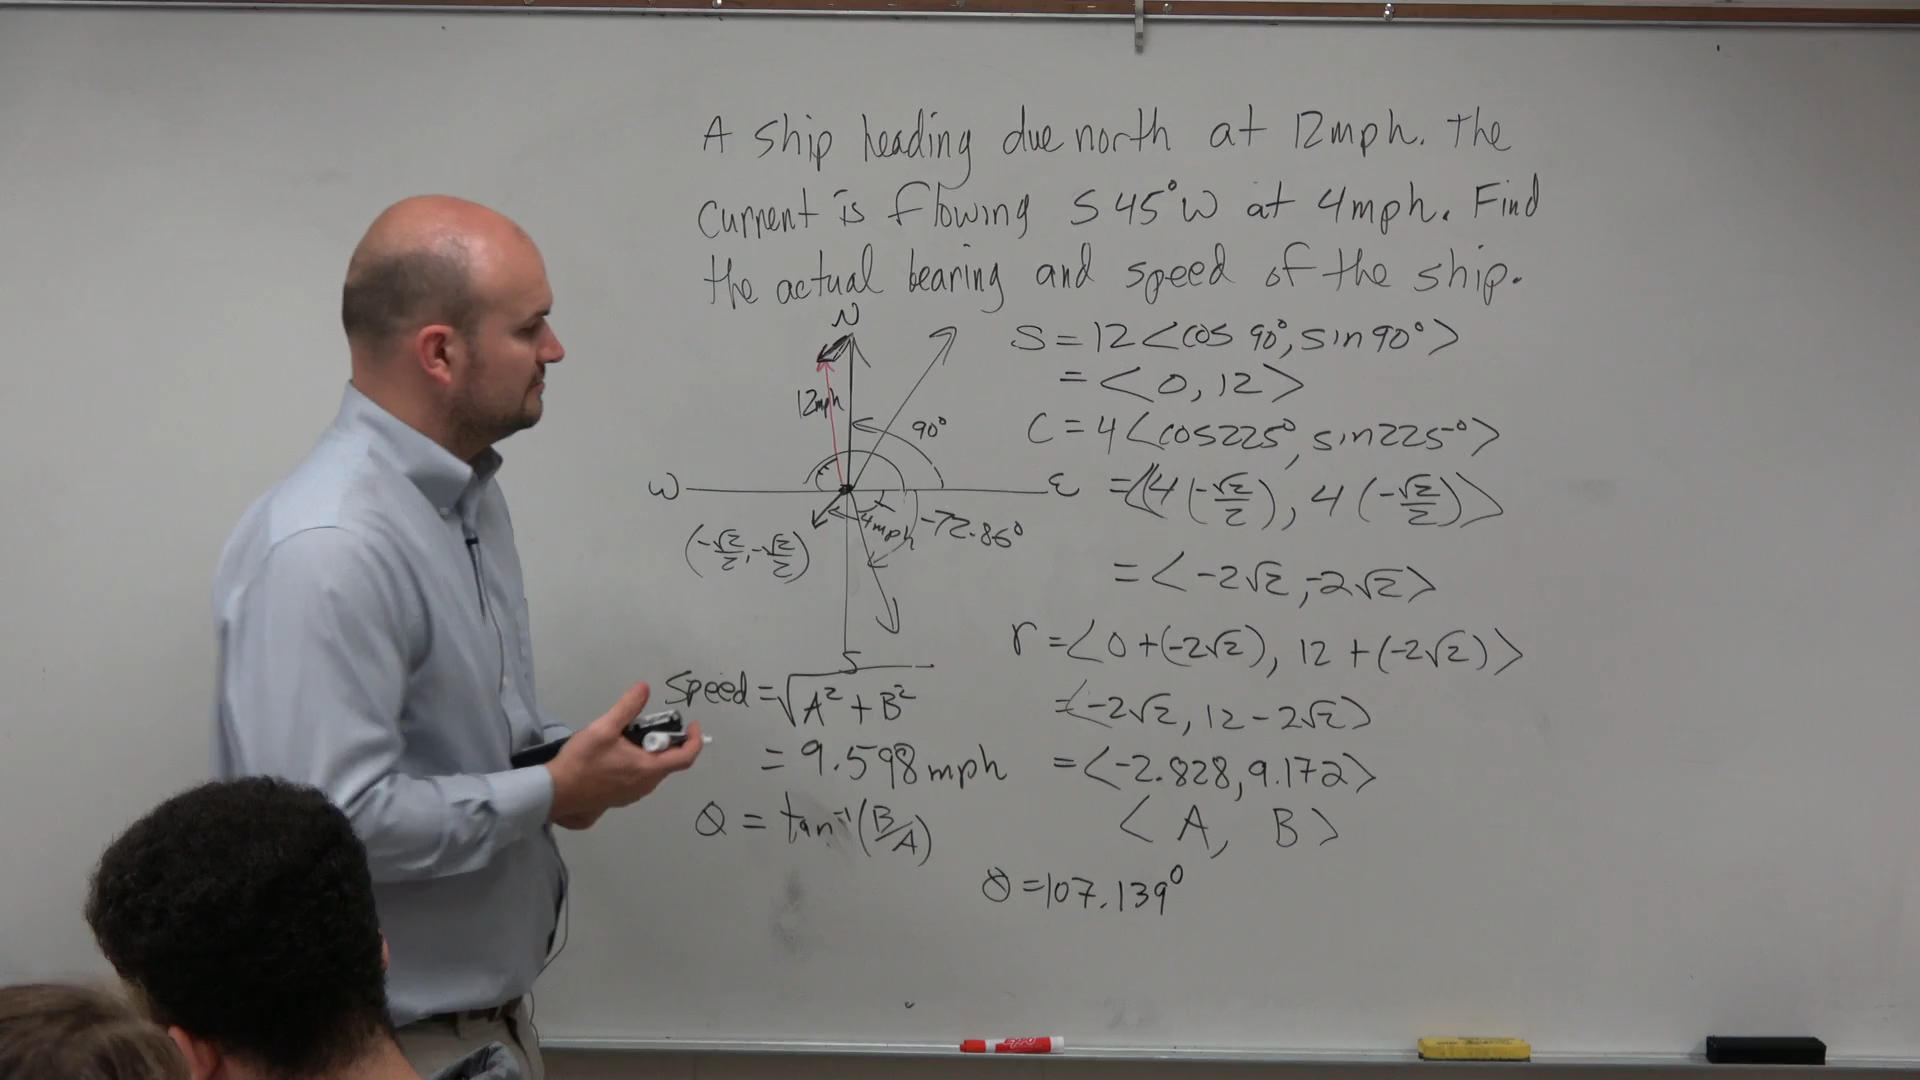 A ship heading due north at 12mph. The
current is flowing S 45° W at 4mph. Find
the actual bearing and speed of the ship.
N
12mph
90°
W
E
4mph
-72.86°
(-√2/2, -√2/2)
S
S = 12<cos 90°, sin 90°>
= <0, 12>
C = 4<cos225°, sin225°>
= <4(-√2/2), 4(-√2/2)>
= <-2√2, -2√2>
r = <0+(-2√2), 12+(-2√2)>
= <-2√2, 12-2√2>
= <-2.828, 9.172>
<A, B>
Speed = √A²+B²
= 9.598mph
θ = tan⁻¹(B/A)
θ = 107.139°